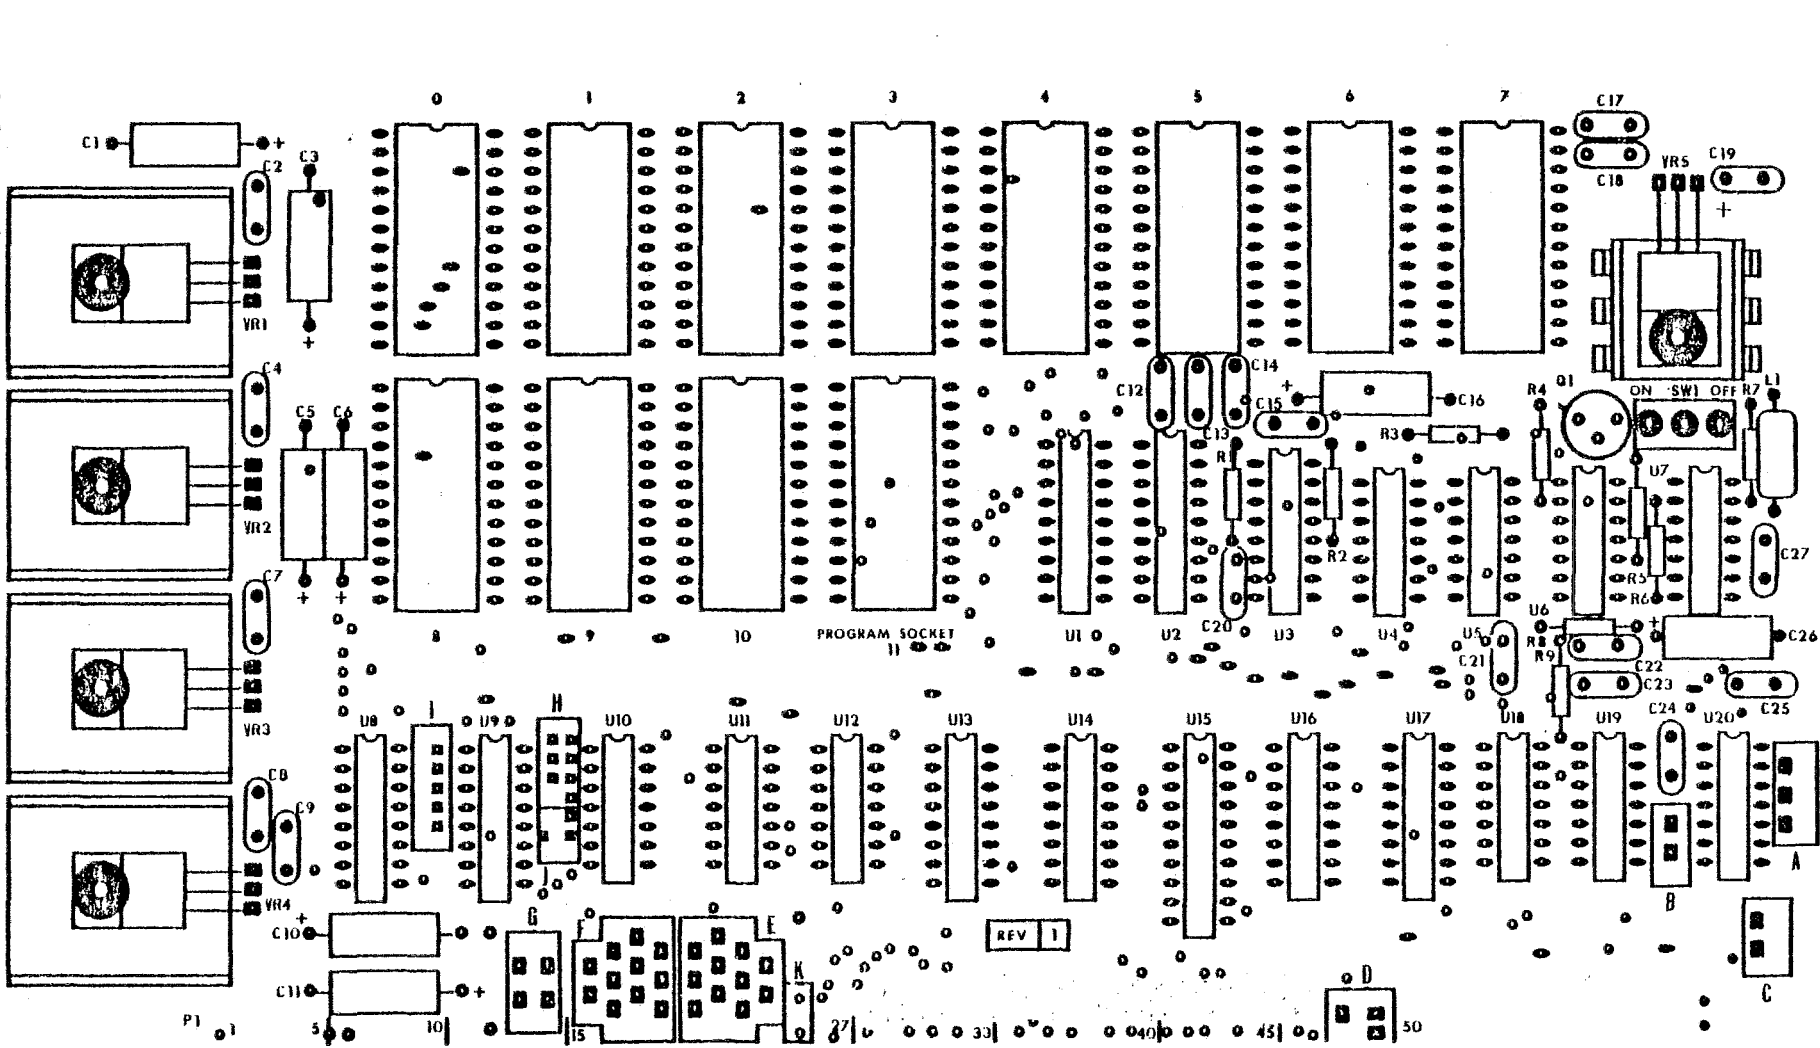 0 1 2 3 4 5 6 7
C17
C1 + C3 C2
C18 VR5 C19
+
VR1
+
C4
C12 C14
+ C16
C15
C13
R4 Q1 ON SW1 OFF R7 L1
C5 C6
R3
R1
U7
VR2
R2
C27
C7
+ +
R5
R6
C20
U6
8 9 10 PROGRAM SOCKET
11
U1 U2 U3 U4 U5
R8 + C26
R9
C21
C22
C23
C24 C25
VR3
U8 I U9 H U10 U11 U12 U13 U14 U15 U16 U17 U18 U19 U20
C8
C9
A
J
B
VR4
+
C10
G F E
REV 1
K
D
C
C11 +
P1 1 5 10 15 27 33 40 45 50